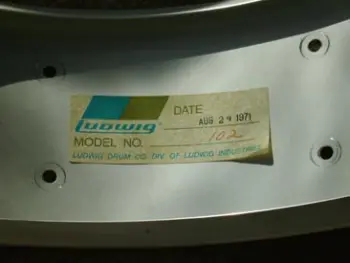 DATE
AUG 24 1971
Ludwig
MODEL NO. 102
LUDWIG DRUM CO. DIV. OF LUDWIG INDUSTRIES